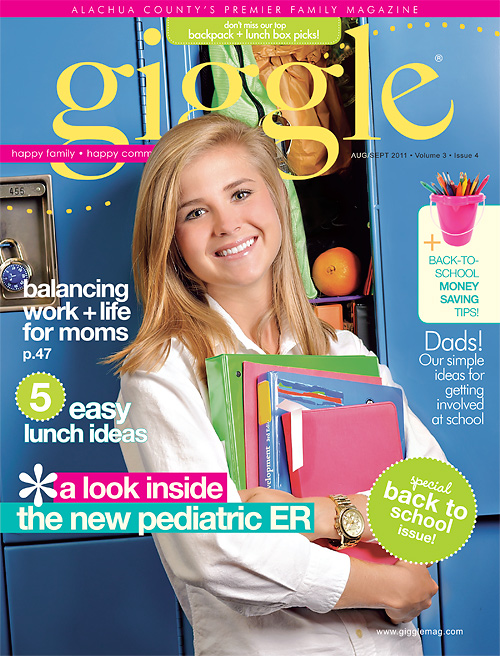 ALACHUA COUNTY'S PREMIER FAMILY MAGAZINE
don't miss our top
backpack + lunch box picks!
giggle®
happy family • happy comm
AUG/SEPT 2011 • Volume 3 • Issue 4
455
+
BACK-TO-
SCHOOL
MONEY
SAVING
TIPS!
balancing
work + life
for moms
p.47
Dads!
Our simple
ideas for
getting
involved
at school
5 easy
lunch ideas
*a look inside
the new pediatric ER
special
back to
school
issue!
www.gigglemag.com